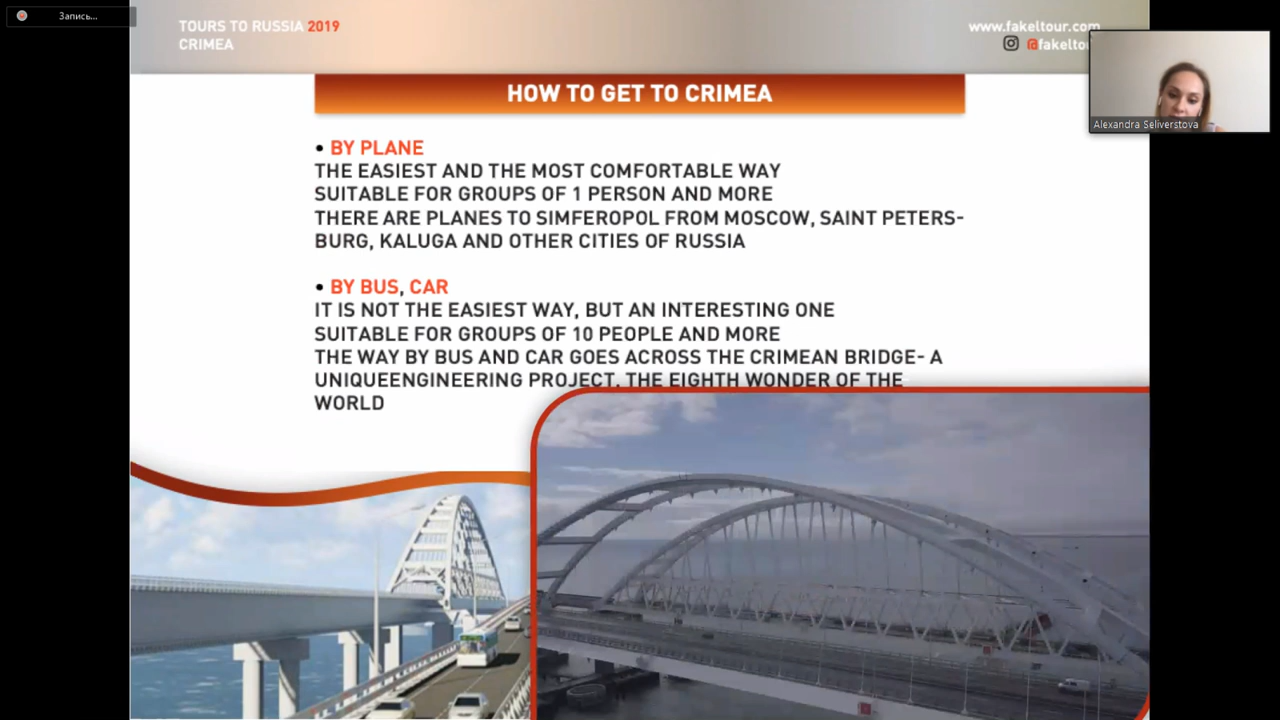 Запись...
TOURS TO RUSSIA 2019
CRIMEA
www.fakeltour.com
@fakeltou
Alexandra Seliverstova
HOW TO GET TO CRIMEA
• BY PLANE
THE EASIEST AND THE MOST COMFORTABLE WAY
SUITABLE FOR GROUPS OF 1 PERSON AND MORE
THERE ARE PLANES TO SIMFEROPOL FROM MOSCOW, SAINT PETERS-
BURG, KALUGA AND OTHER CITIES OF RUSSIA
• BY BUS, CAR
IT IS NOT THE EASIEST WAY, BUT AN INTERESTING ONE
SUITABLE FOR GROUPS OF 10 PEOPLE AND MORE
THE WAY BY BUS AND CAR GOES ACROSS THE CRIMEAN BRIDGE- A
UNIQUEENGINEERING PROJECT, THE EIGHTH WONDER OF THE
WORLD